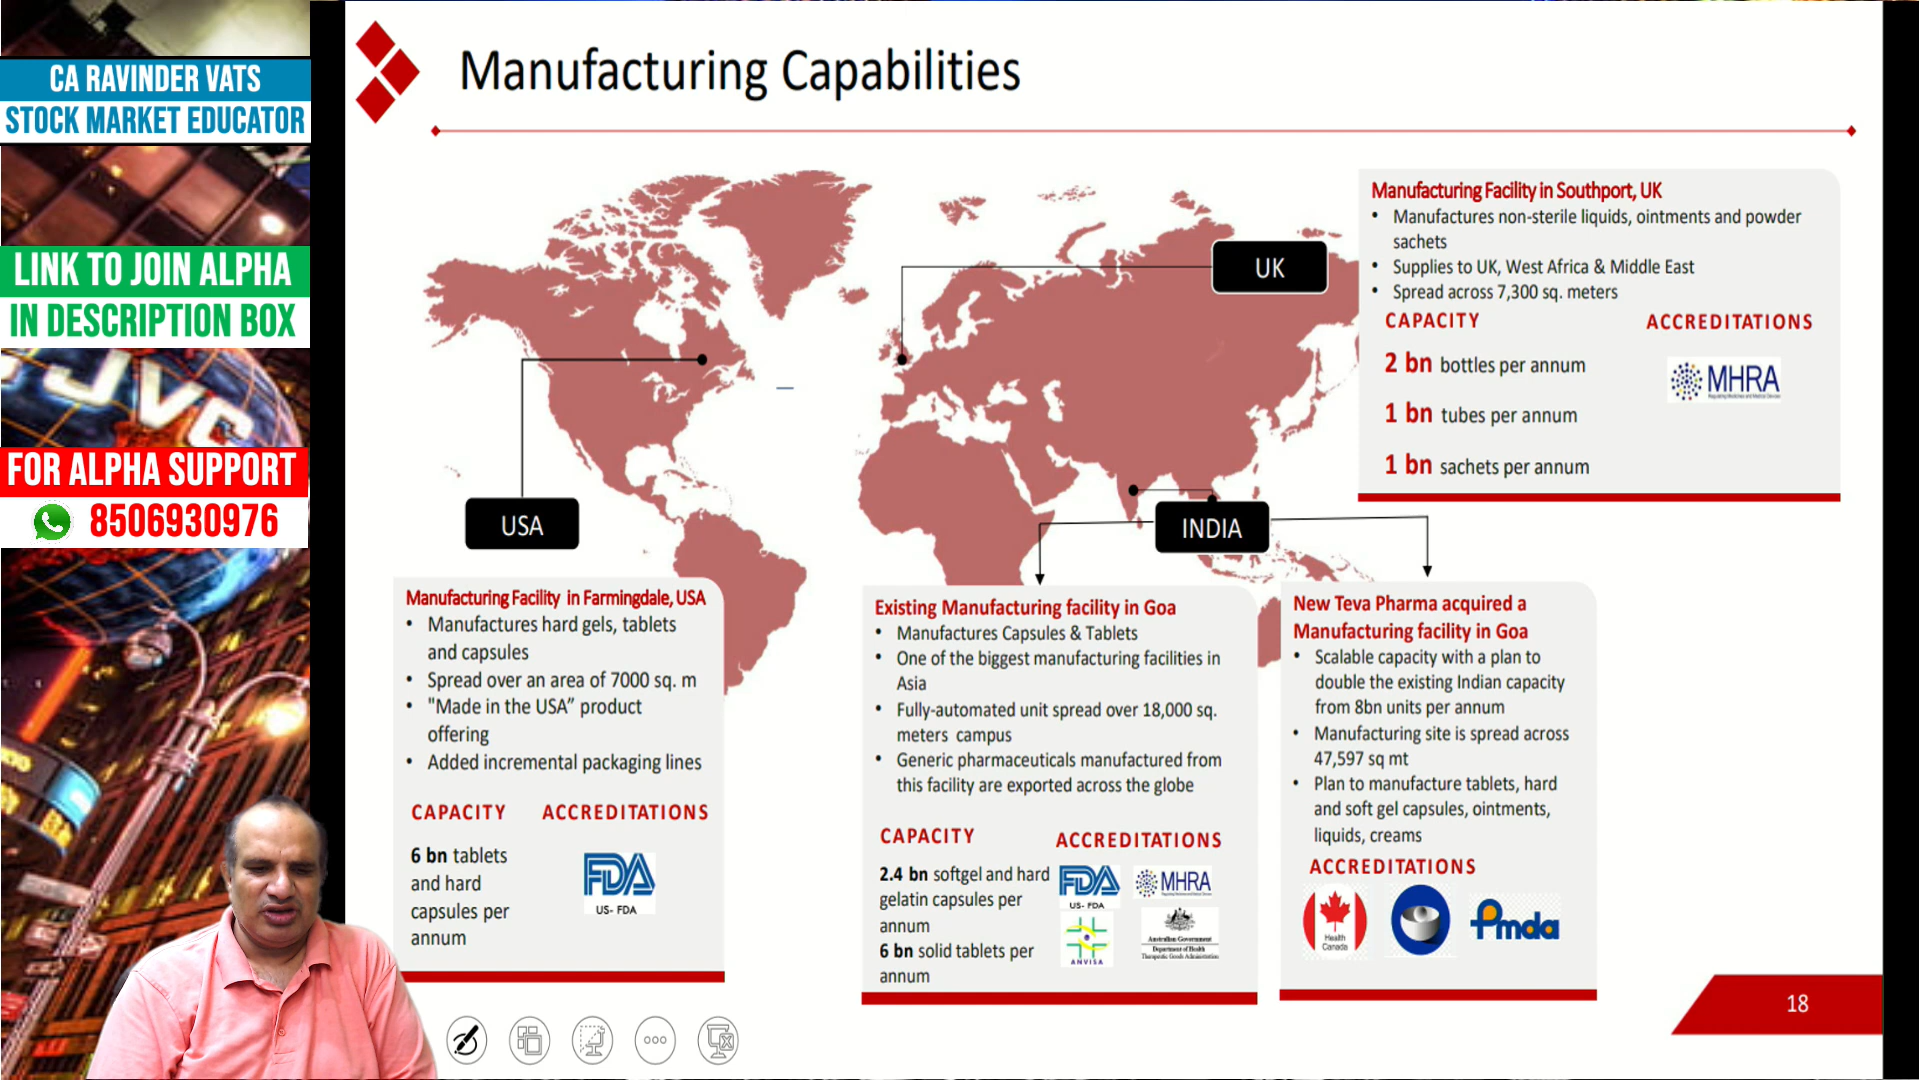 CA RAVINDER VATS
STOCK MARKET EDUCATOR
LINK TO JOIN ALPHA
IN DESCRIPTION BOX
JVC
FOR ALPHA SUPPORT
8506930976
Manufacturing Capabilities
Manufacturing Facility in Southport, UK
• Manufactures non-sterile liquids, ointments and powder
sachets
• Supplies to UK, West Africa & Middle East
• Spread across 7,300 sq. meters
CAPACITY
ACCREDITATIONS
2 bn bottles per annum
MHRA
1 bn tubes per annum
1 bn sachets per annum
UK
USA
INDIA
Manufacturing Facility in Farmingdale, USA
• Manufactures hard gels, tablets
and capsules
• Spread over an area of 7000 sq. m
• "Made in the USA” product
offering
• Added incremental packaging lines
CAPACITY
ACCREDITATIONS
6 bn tablets
and hard
capsules per
annum
FDA
US- FDA
Existing Manufacturing facility in Goa
• Manufactures Capsules & Tablets
• One of the biggest manufacturing facilities in
Asia
• Fully-automated unit spread over 18,000 sq.
meters campus
• Generic pharmaceuticals manufactured from
this facility are exported across the globe
CAPACITY
ACCREDITATIONS
2.4 bn softgel and hard
gelatin capsules per
annum
6 bn solid tablets per
annum
FDA
US- FDA
MHRA
ANVISA
Australian Government
Department of Health
Therapeutic Goods Administration
New Teva Pharma acquired a
Manufacturing facility in Goa
• Scalable capacity with a plan to
double the existing Indian capacity
from 8bn units per annum
• Manufacturing site is spread across
47,597 sq mt
• Plan to manufacture tablets, hard
and soft gel capsules, ointments,
liquids, creams
ACCREDITATIONS
Health
Canada
Pmda
18